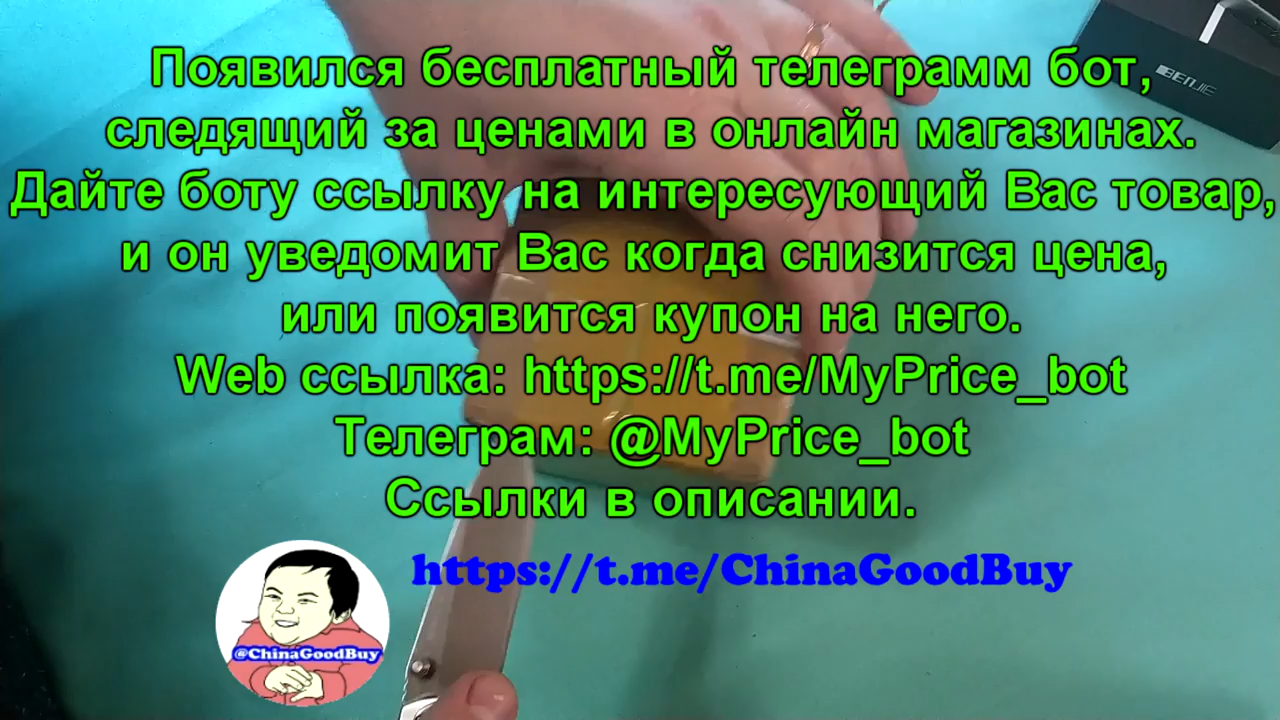 BENJIE
Появился бесплатный телеграмм бот,
следящий за ценами в онлайн магазинах.
Дайте боту ссылку на интересующий Вас товар,
и он уведомит Вас когда снизится цена,
или появится купон на него.
Web ссылка: https://t.me/MyPrice_bot
Телеграм: @MyPrice_bot
Ссылки в описании.
https://t.me/ChinaGoodBuy
@ChinaGoodBuy